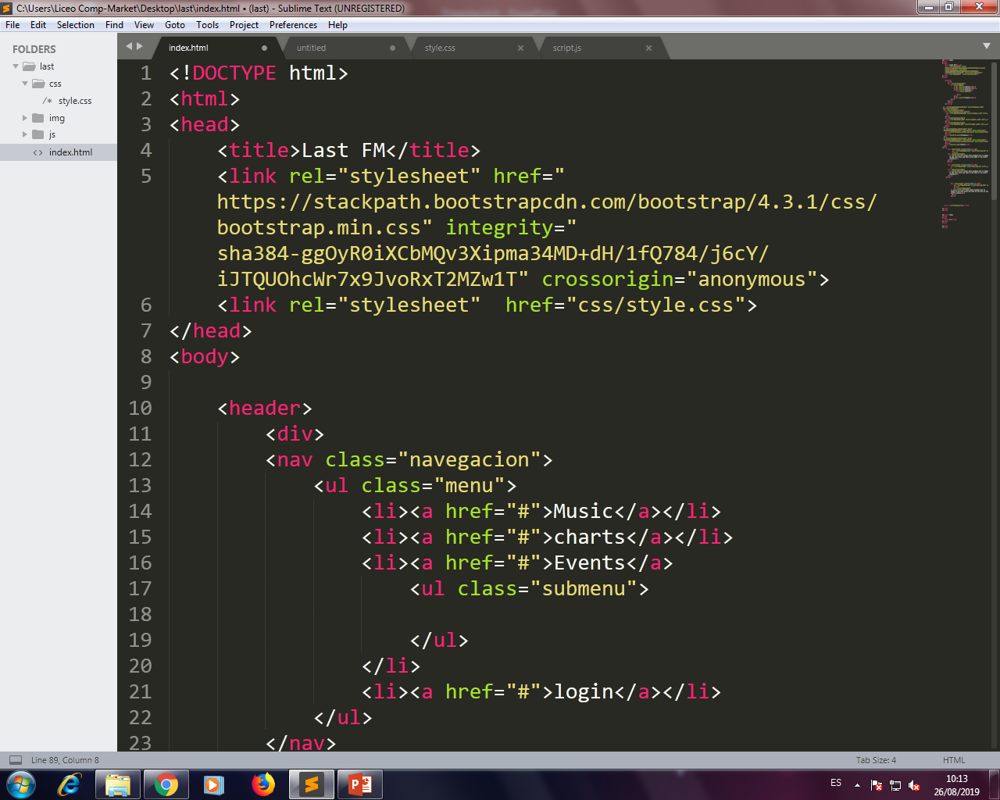 C:\Users\Liceo Comp-Market\Desktop\last\index.html • (last) - Sublime Text (UNREGISTERED)
File Edit Selection Find View Goto Tools Project Preferences Help
FOLDERS
last
css
/* style.css
img
js
<> index.html
index.html untitled style.css script.js
1 <!DOCTYPE html>
2 <html>
3 <head>
4 <title>Last FM</title>
5 <link rel="stylesheet" href="
https://stackpath.bootstrapcdn.com/bootstrap/4.3.1/css/
bootstrap.min.css" integrity="
sha384-ggOyR0iXCbMQv3Xipma34MD+dH/1fQ784/j6cY/
iJTQUOhcWr7x9JvoRxT2MZw1T" crossorigin="anonymous">
6 <link rel="stylesheet"  href="css/style.css">
7 </head>
8 <body>
9
10 <header>
11 <div>
12 <nav class="navegacion">
13 <ul class="menu">
14 <li><a href="#">Music</a></li>
15 <li><a href="#">charts</a></li>
16 <li><a href="#">Events</a>
17 <ul class="submenu">
18
19 </ul>
20 </li>
21 <li><a href="#">login</a></li>
22 </ul>
23 </nav>
Line 89, Column 8 Tab Size: 4 HTML
ES 10:13
26/08/2019